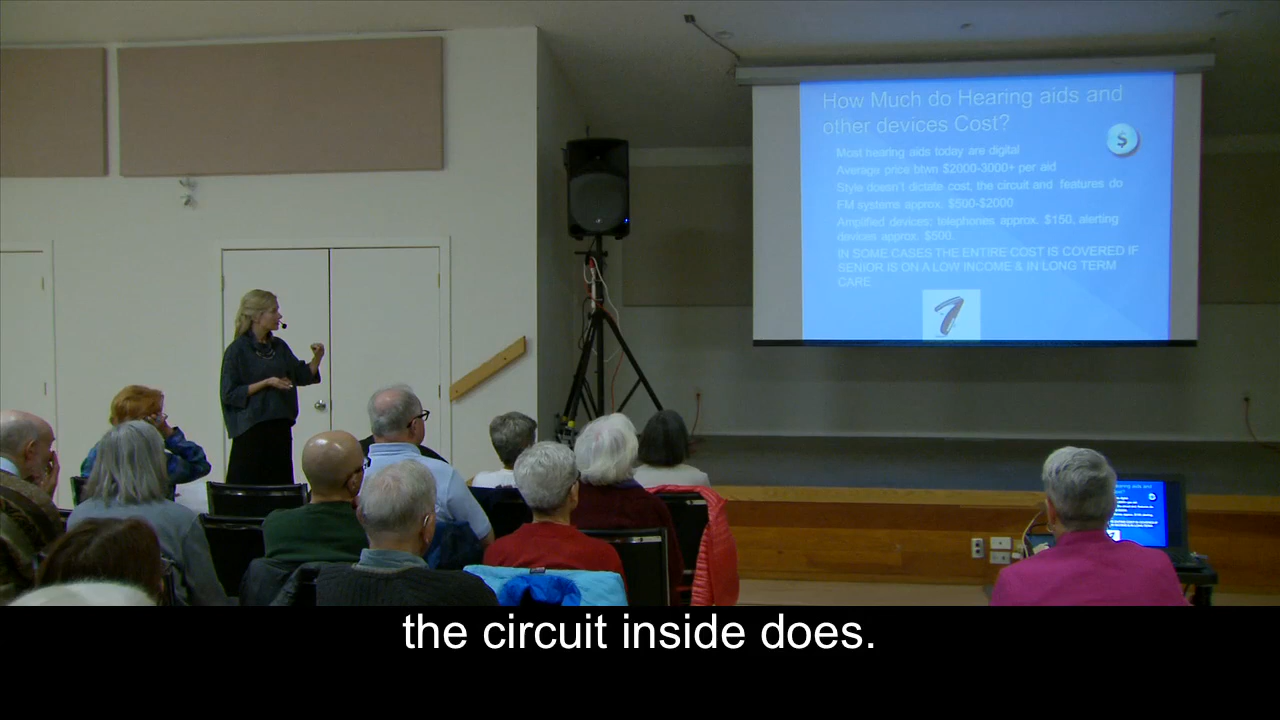 How Much do Hearing aids and
other devices Cost?
$
Most hearing aids today are digital
Average price btwn $2000-3000+ per aid
Style doesn't dictate cost, the circuit and features do
FM systems approx. $500-$2000
Amplified devices: telephones approx. $150, alerting
devices approx. $500.
IN SOME CASES THE ENTIRE COST IS COVERED IF
SENIOR IS ON A LOW INCOME & IN LONG TERM
CARE
the circuit inside does.